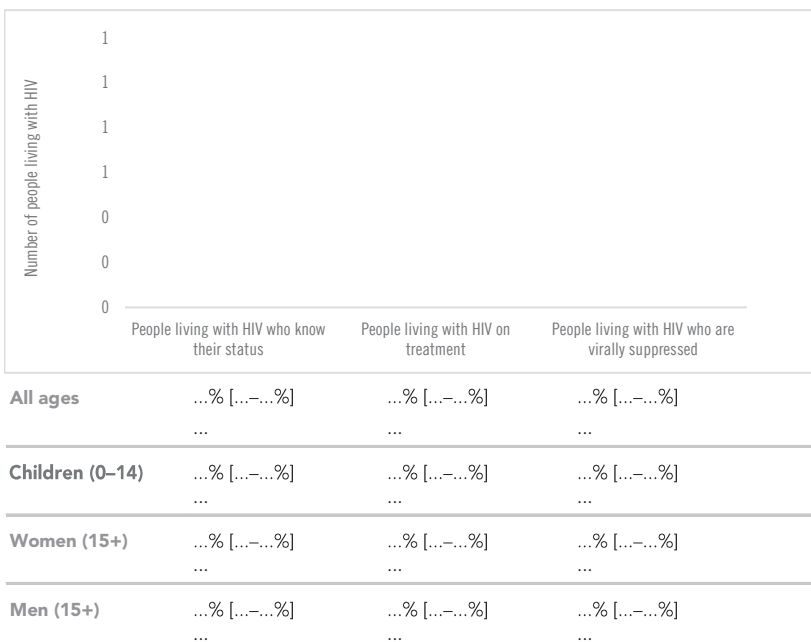 Number of people living with HIV
1
1
1
1
0
0
0
People living with HIV who know
their status
People living with HIV on
treatment
People living with HIV who are
virally suppressed
All ages ...% [...–...%] ...% [...–...%] ...% [...–...%]
... ... ...
Children (0–14) ...% [...–...%] ...% [...–...%] ...% [...–...%]
... ... ...
Women (15+) ...% [...–...%] ...% [...–...%] ...% [...–...%]
... ... ...
Men (15+) ...% [...–...%] ...% [...–...%] ...% [...–...%]
... ... ...